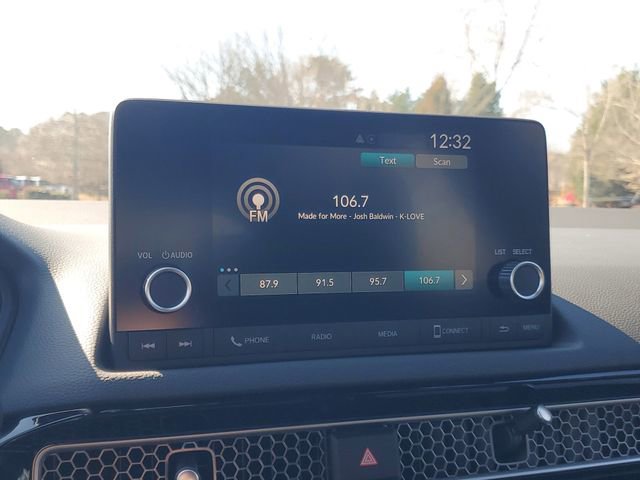 12:32
Text Scan
FM
106.7
Made for More - Josh Baldwin - K-LOVE
VOL AUDIO
LIST SELECT
87.9 91.5 95.7 106.7
PHONE RADIO MEDIA CONNECT MENU